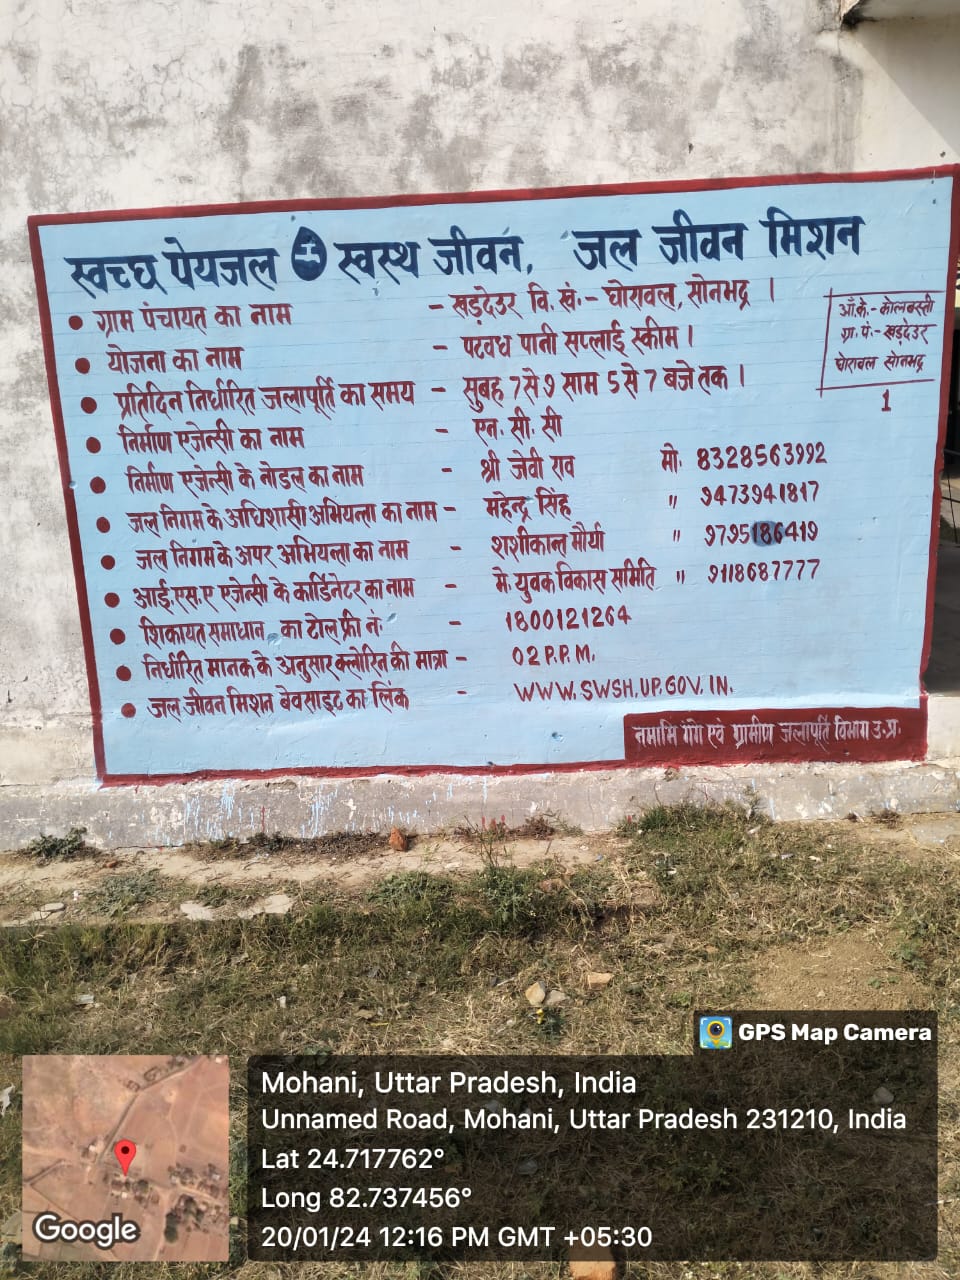 स्वच्छ पेयजल स्वस्थ जीवन, जल जीवन मिशन
• ग्राम पंचायत का नाम - खड़देउर वि. खं.- घोरावल, सोनभद्र ।
• योजना का नाम - पटवध पानी सप्लाई स्कीम ।
• प्रतिदिन निर्धारित जलापूर्ति का समय - सुबह 7 से 9 साम 5 से 7 बजे तक ।
• निर्माण एजेन्सी का नाम - एन. सी. सी
• निर्माण एजेन्सी के नोडल का नाम - श्री जेवी राव मो. 8328563992
• जल निगम के अधिशासी अभियन्ता का नाम - महेन्द्र सिंह " 9473941817
• जल निगम के अपर अभियन्ता का नाम - शशीकान्त मौर्या " 9795186419
• आई.एस.ए एजेन्सी के कार्डिनेटर का नाम - मे. युवक विकास समिति " 9118687777
• शिकायत समाधान का टोल फ्री नं. - 1800121264
• निर्धारित मानक के अनुसार क्लोरिन की मात्रा - 02 P.P.M.
• जल जीवन मिशन बेवसाइट का लिंक - WWW.SWSH.UP.GOV.IN.
आँ.के.- कोलबस्ती
ग्रा. पं.- खड़देउर
घोरावल सोनभद्र
1
नमामि गंगे एवं ग्रामीण जलापूर्ति विभाग उ.प्र.
GPS Map Camera
Mohani, Uttar Pradesh, India
Unnamed Road, Mohani, Uttar Pradesh 231210, India
Lat 24.717762°
Long 82.737456°
20/01/24 12:16 PM GMT +05:30
Google